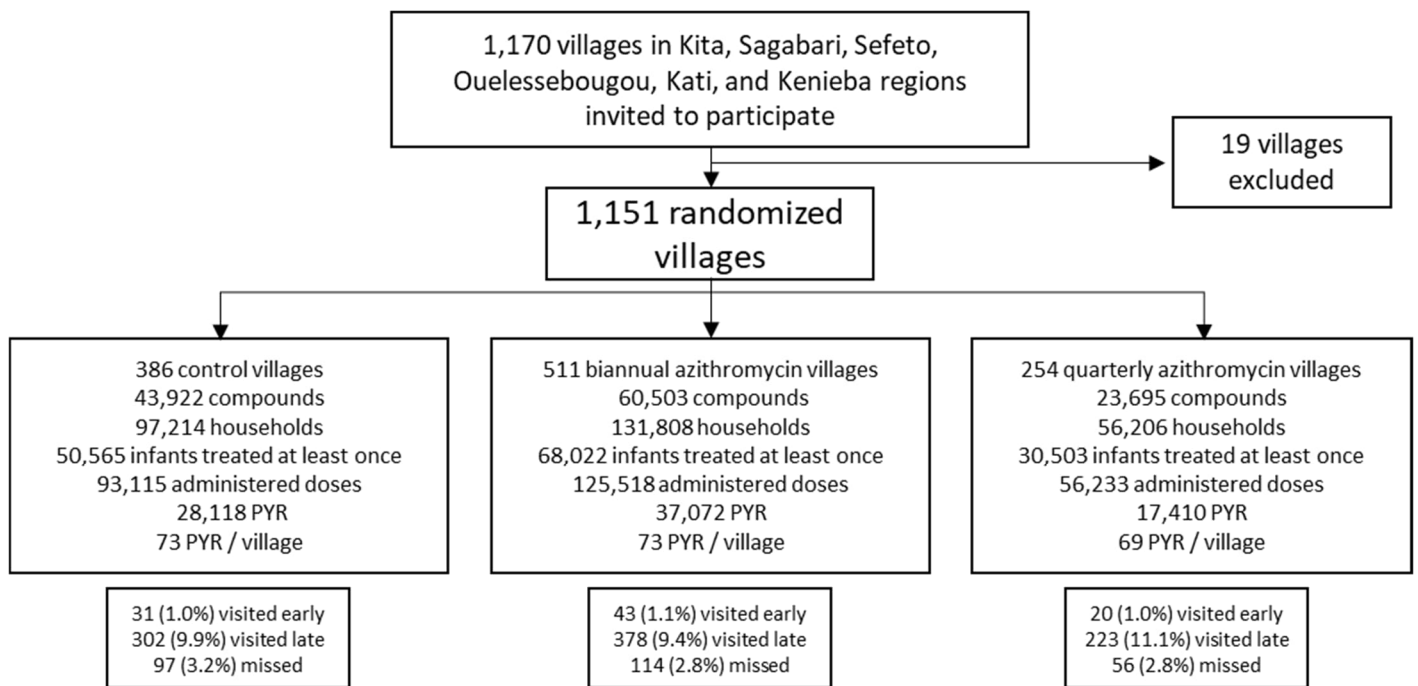 1,170 villages in Kita, Sagabari, Sefeto,
Ouelessebougou, Kati, and Kenieba regions
invited to participate
19 villages
excluded
1,151 randomized
villages
386 control villages
43,922 compounds
97,214 households
50,565 infants treated at least once
93,115 administered doses
28,118 PYR
73 PYR / village
511 biannual azithromycin villages
60,503 compounds
131,808 households
68,022 infants treated at least once
125,518 administered doses
37,072 PYR
73 PYR / village
254 quarterly azithromycin villages
23,695 compounds
56,206 households
30,503 infants treated at least once
56,233 administered doses
17,410 PYR
69 PYR / village
31 (1.0%) visited early
302 (9.9%) visited late
97 (3.2%) missed
43 (1.1%) visited early
378 (9.4%) visited late
114 (2.8%) missed
20 (1.0%) visited early
223 (11.1%) visited late
56 (2.8%) missed